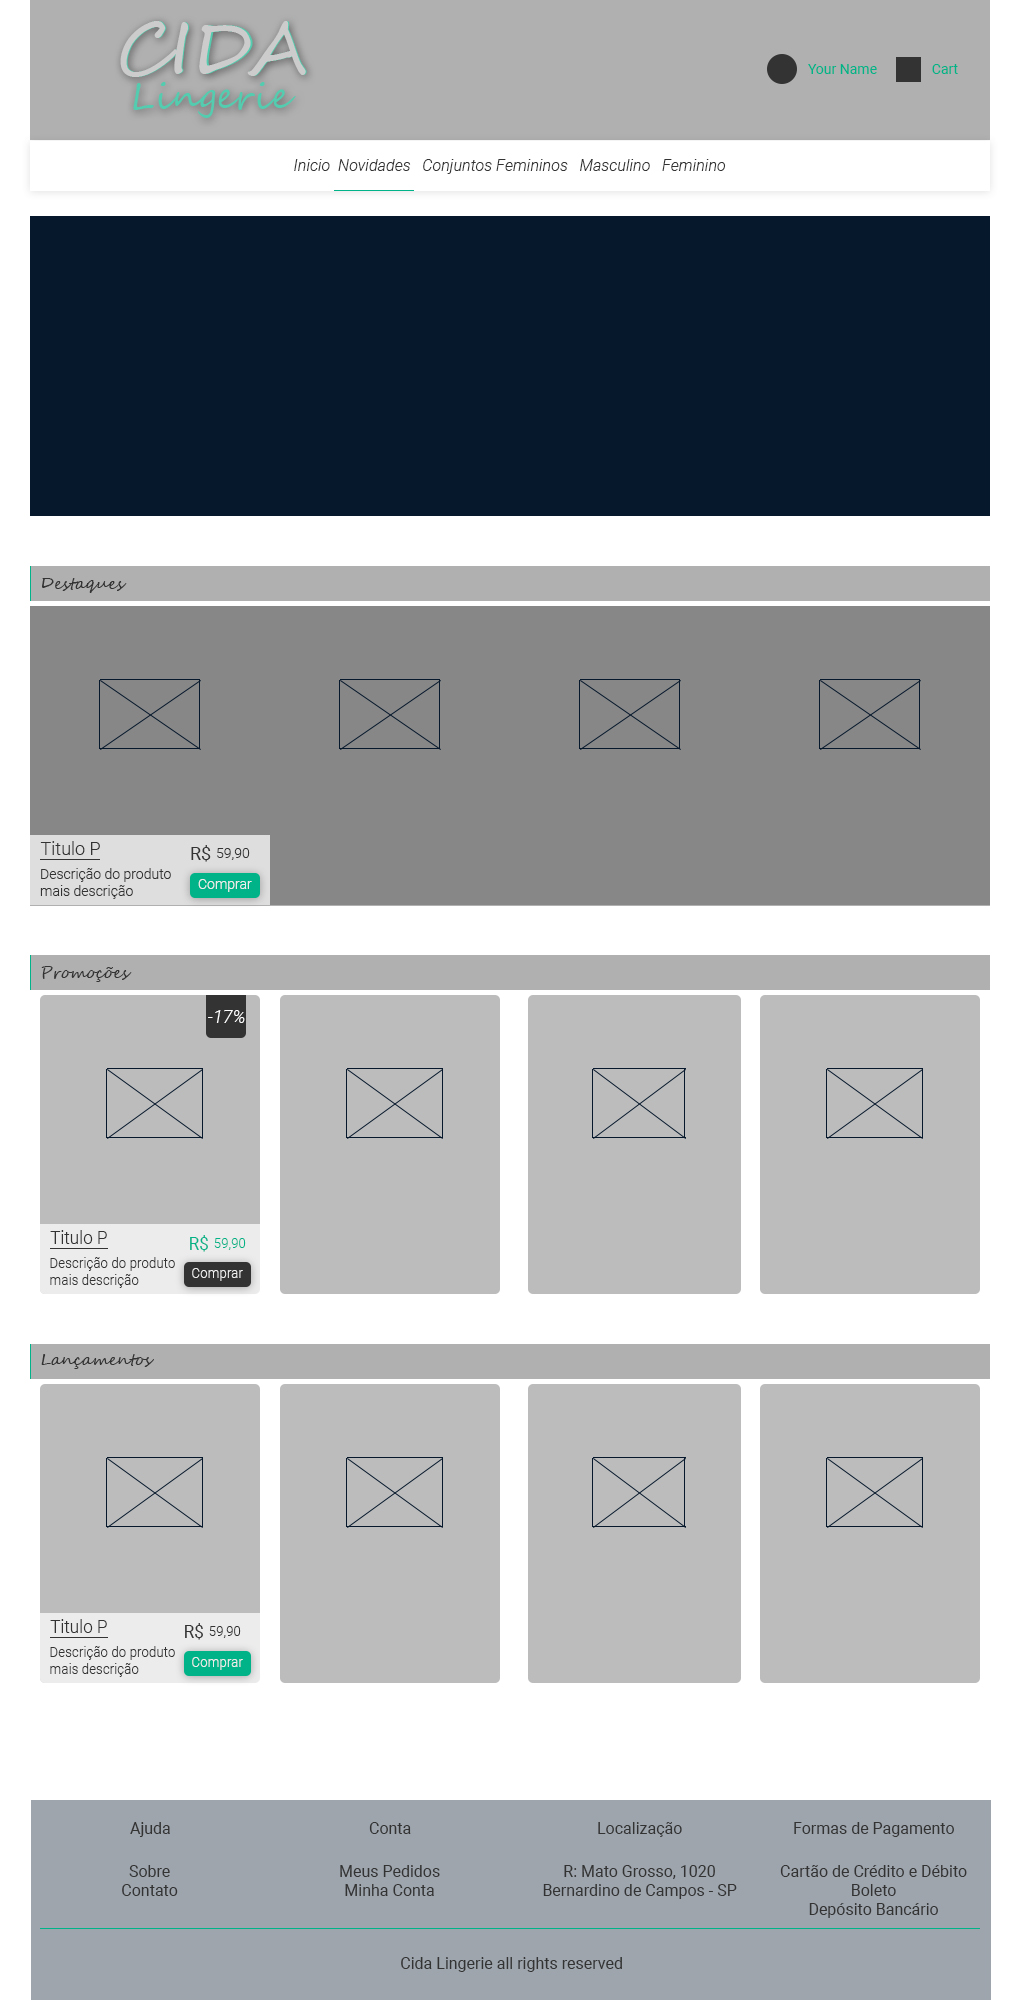 CIDA
Lingerie
Your Name Cart
Inicio Novidades Conjuntos Femininos Masculino Feminino
Destaques
Titulo P
R$ 59,90
Descrição do produto
mais descrição
Comprar
Promoções
-17%
Titulo P
R$ 59,90
Descrição do produto
mais descrição
Comprar
Lançamentos
Titulo P
R$ 59,90
Descrição do produto
mais descrição
Comprar
Ajuda
Sobre
Contato
Conta
Meus Pedidos
Minha Conta
Localização
R: Mato Grosso, 1020
Bernardino de Campos - SP
Formas de Pagamento
Cartão de Crédito e Débito
Boleto
Depósito Bancário
Cida Lingerie all rights reserved